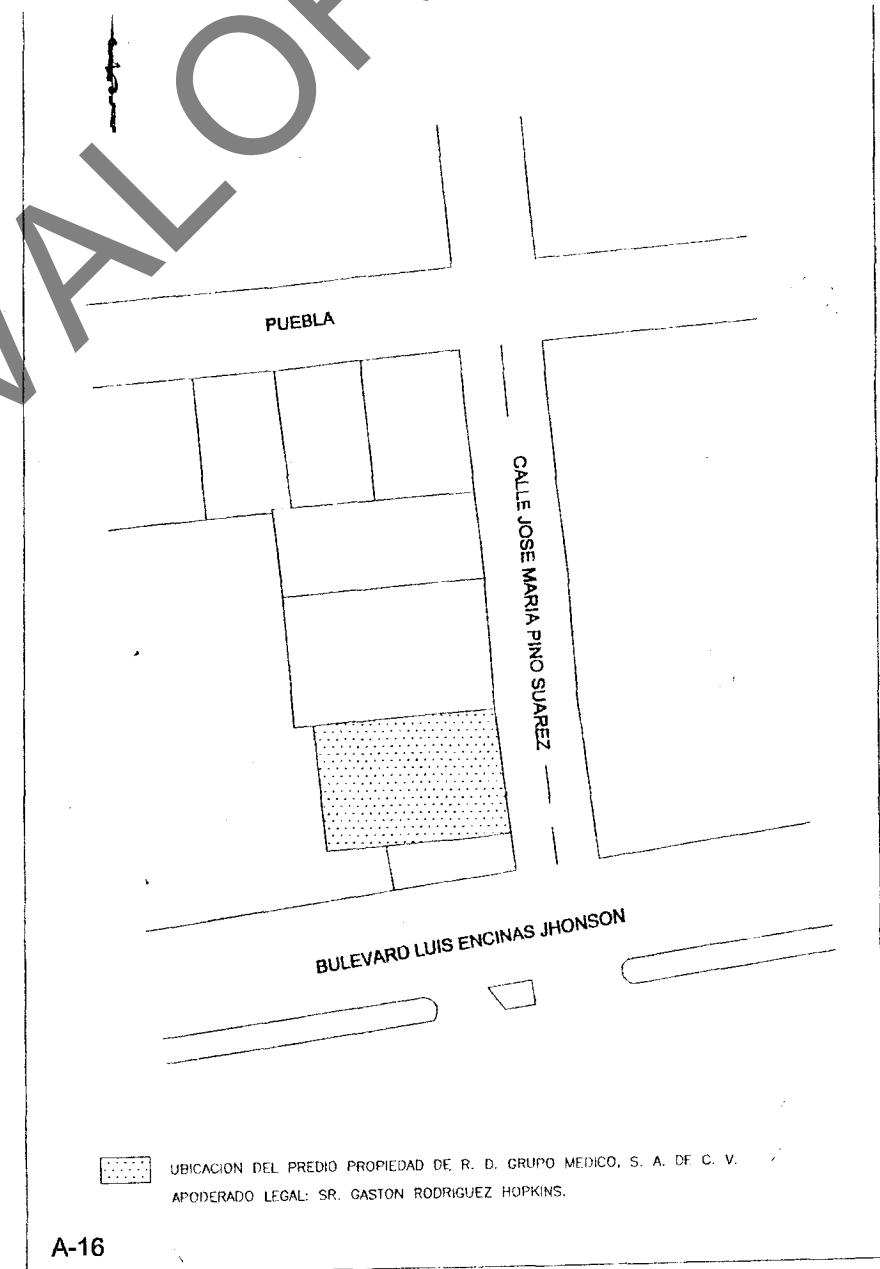 VALOR
PUEBLA
CALLE JOSE MARIA PINO SUAREZ
BULEVARD LUIS ENCINAS JHONSON
UBICACION DEL PREDIO PROPIEDAD DE R. D. GRUPO MEDICO, S. A. DE C. V.
APODERADO LEGAL: SR. GASTON RODRIGUEZ HOPKINS.
A-16